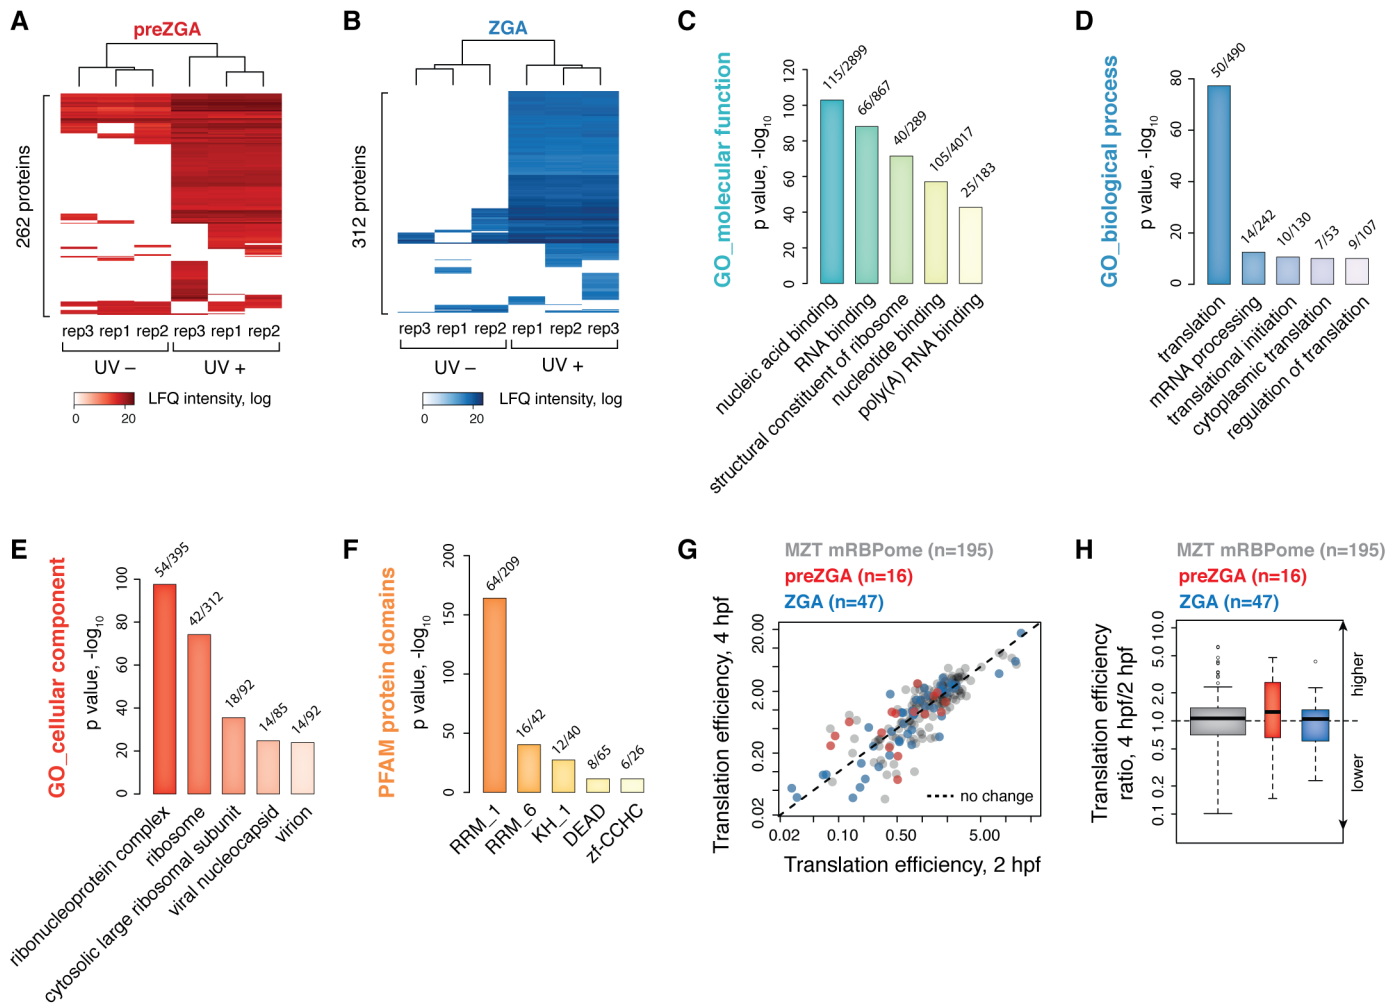 A
preZGA
262 proteins
rep3 rep1 rep2 rep3 rep1 rep2
UV – UV +
LFQ intensity, log
0 20
B
ZGA
312 proteins
rep3 rep1 rep2 rep1 rep2 rep3
UV – UV +
LFQ intensity, log
0 20
C
GO_molecular function
p value, -log10
120
100
80
60
40
20
0
115/2899
66/867
40/289
105/4017
25/183
nucleic acid binding
RNA binding
structural constituent of ribosome
nucleotide binding
poly(A) RNA binding
D
GO_biological process
p value, -log10
80
60
40
20
0
50/490
14/242
10/130
7/53
9/107
translation
mRNA processing
translational initiation
cytoplasmic translation
regulation of translation
E
GO_cellular component
p value, -log10
100
80
60
40
20
0
54/395
42/312
18/92
14/85
14/92
ribonucleoprotein complex
ribosome
cytosolic large ribosomal subunit
viral nucleocapsid
virion
F
PFAM protein domains
p value, -log10
200
150
100
50
0
64/209
16/42
12/40
8/65
6/26
RRM_1
RRM_6
KH_1
DEAD
zf-CCHC
G
MZT mRBPome (n=195)
preZGA (n=16)
ZGA (n=47)
Translation efficiency, 4 hpf
20.00
2.00
0.20
0.02
no change
0.02 0.10 0.50 5.00
Translation efficiency, 2 hpf
H
MZT mRBPome (n=195)
preZGA (n=16)
ZGA (n=47)
Translation efficiency
ratio, 4 hpf/2 hpf
10.0
5.0
2.0
1.0
0.5
0.2
0.1
higher
lower